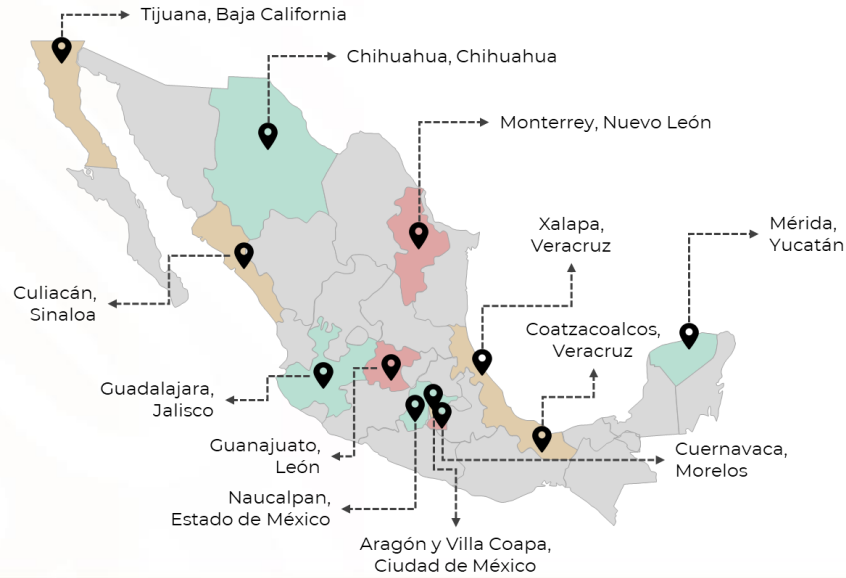 Tijuana, Baja California
Chihuahua, Chihuahua
Monterrey, Nuevo León
Xalapa,
Veracruz
Mérida,
Yucatán
Culiacán,
Sinaloa
Coatzacoalcos,
Veracruz
Guadalajara,
Jalisco
Guanajuato,
León
Cuernavaca,
Morelos
Naucalpan,
Estado de México
Aragón y Villa Coapa,
Ciudad de México